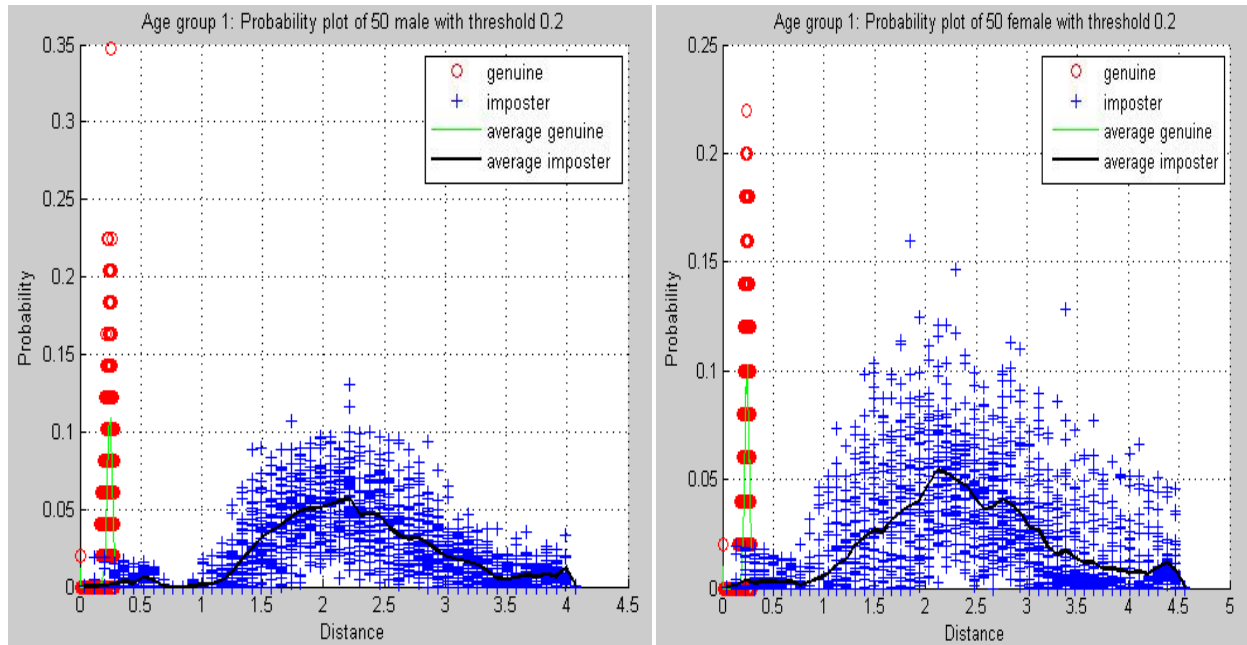 Age group 1: Probability plot of 50 male with threshold 0.2
0.35
0.3
0.25
0.2
0.15
0.1
0.05
0
Probability
genuine
imposter
average genuine
average imposter
0 0.5 1 1.5 2 2.5 3 3.5 4 4.5
Distance
Age group 1: Probability plot of 50 female with threshold 0.2
0.25
0.2
0.15
0.1
0.05
0
Probability
genuine
imposter
average genuine
average imposter
0 0.5 1 1.5 2 2.5 3 3.5 4 4.5 5
Distance